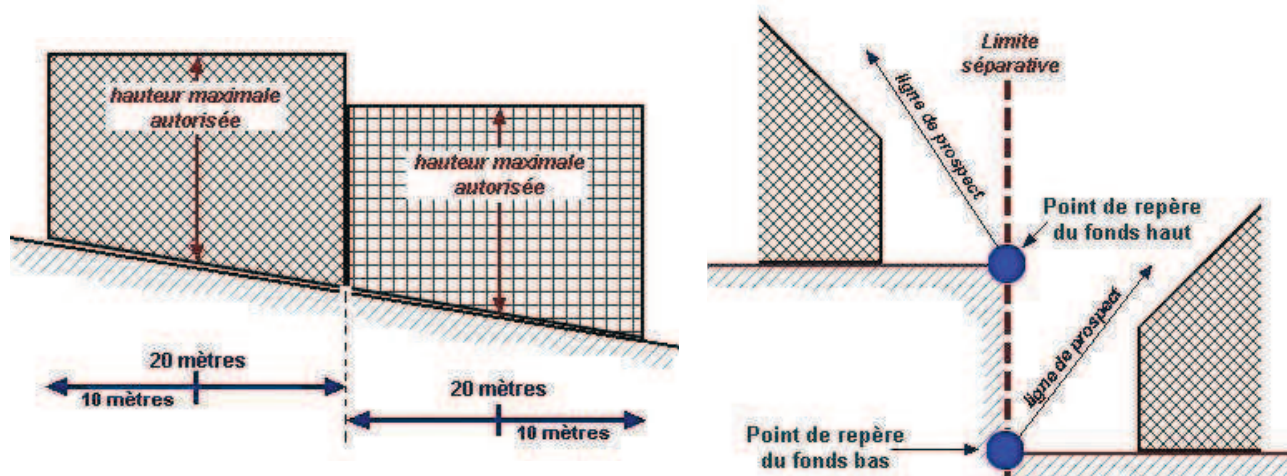 hauteur maximale
autorisée
hauteur maximale
autorisée
20 mètres
10 mètres
20 mètres
10 mètres
Limite
séparative
ligne de prospect
Point de repère
du fonds haut
ligne de prospect
Point de repère
du fonds bas